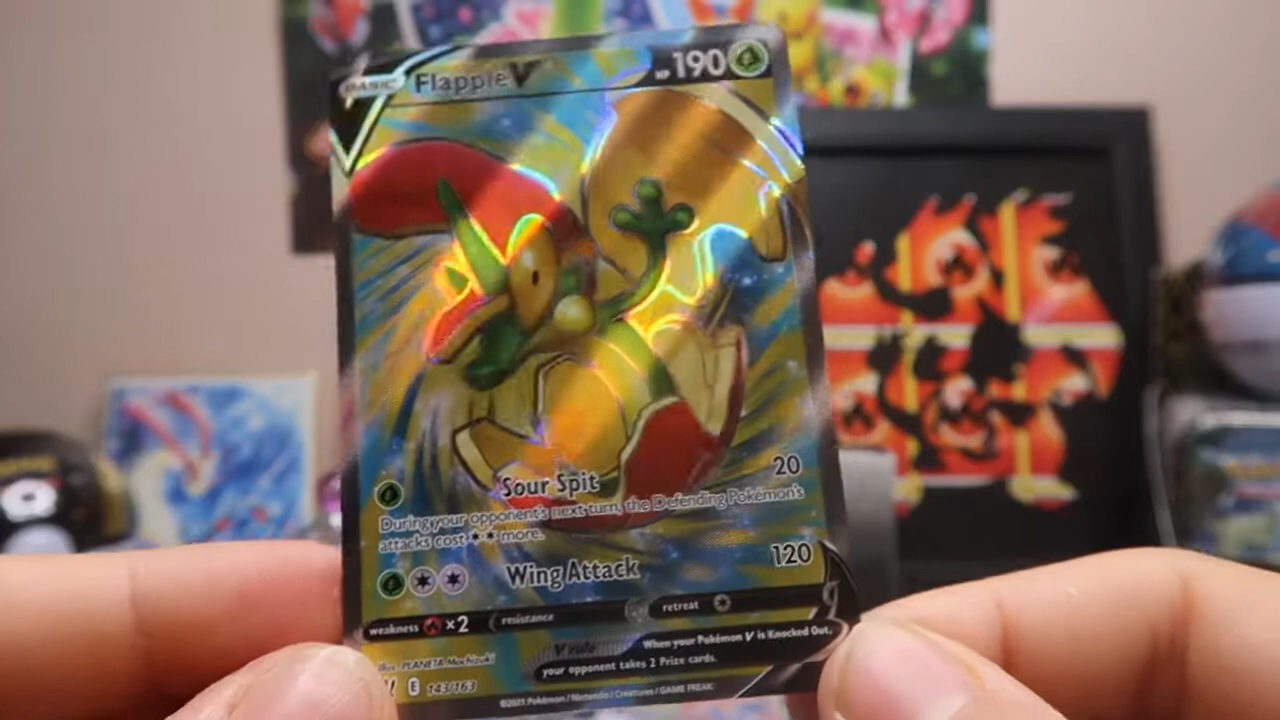 BASIC Flapple V HP 190
Sour Spit 20
During your opponent's next turn, the Defending Pokémon's
attacks cost more.
Wing Attack 120
weakness ×2 resistance retreat
V rule When your Pokémon V is Knocked Out,
your opponent takes 2 Prize cards.
Illus. PLANETA Mochizuki
E 143/163
©2021 Pokémon / Nintendo / Creatures / GAME FREAK